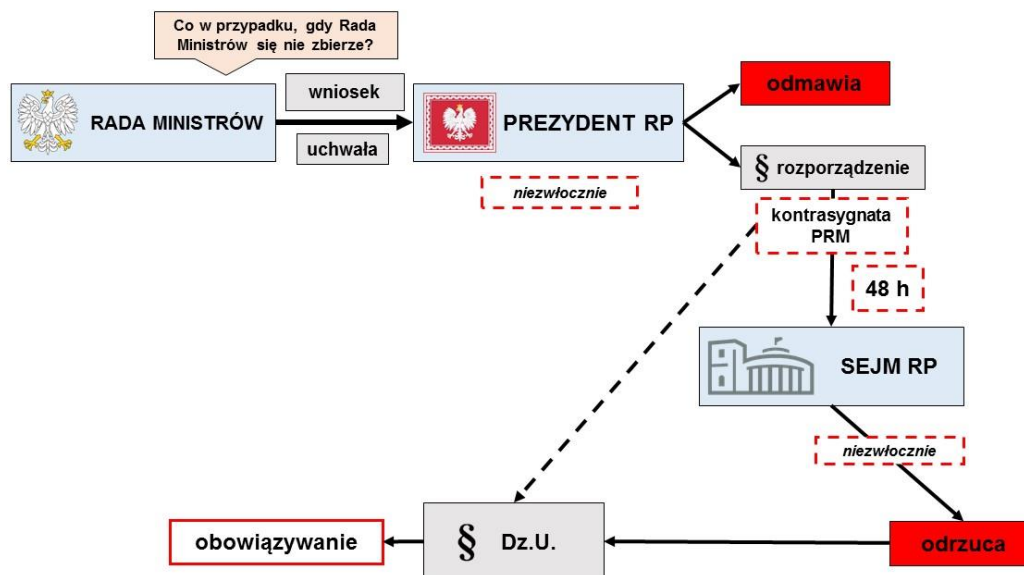 Co w przypadku, gdy Rada
Ministrów się nie zbierze?
RADA MINISTRÓW
wniosek
uchwała
PREZYDENT RP
niezwłocznie
odmawia
§ rozporządzenie
kontrasygnata
PRM
48 h
SEJM RP
niezwłocznie
odrzuca
§ Dz.U.
obowiązywanie